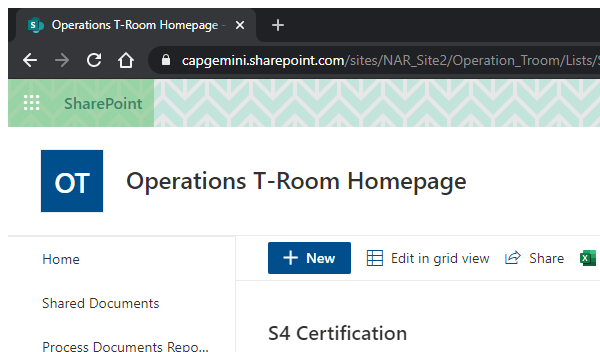 Operations T-Room Homepage -
capgemini.sharepoint.com/sites/NAR_Site2/Operation_Troom/Lists/S
SharePoint
OT
Operations T-Room Homepage
Home
New
Edit in grid view
Share
Shared Documents
S4 Certification
Process Documents Repo...